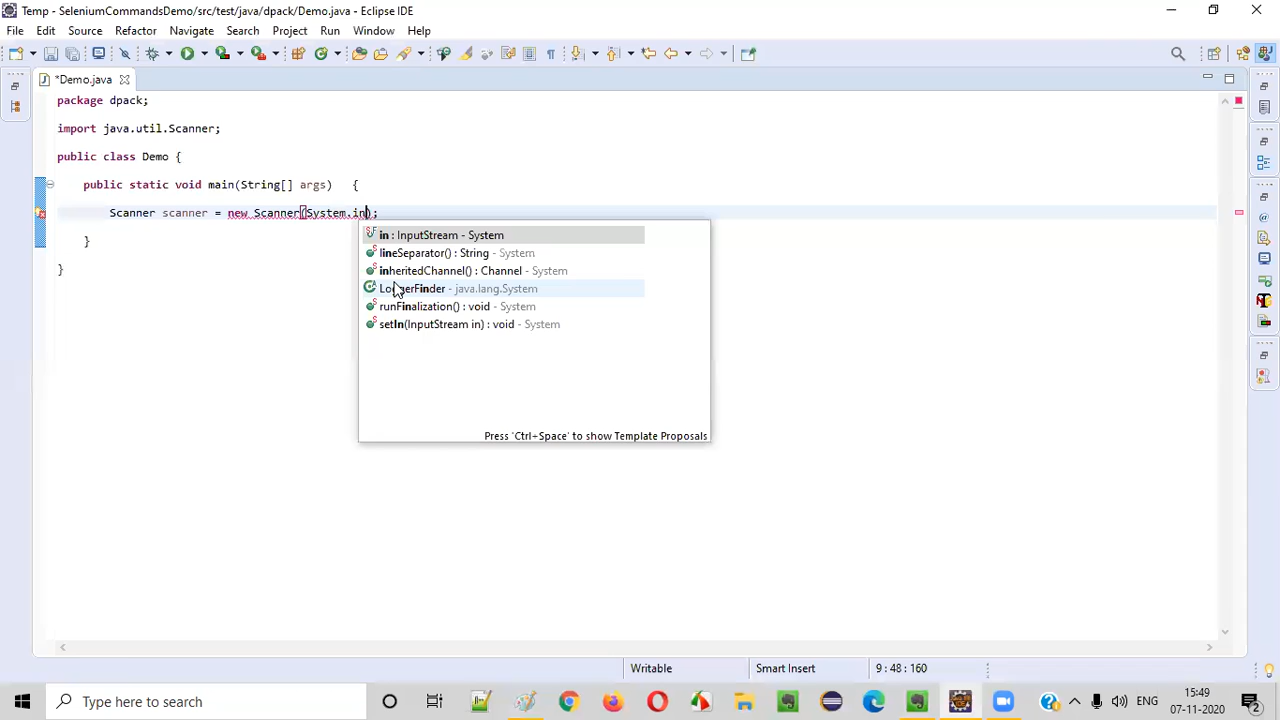 Temp - SeleniumCommandsDemo/src/test/java/dpack/Demo.java - Eclipse IDE
File Edit Source Refactor Navigate Search Project Run Window Help
*Demo.java
package dpack;
import java.util.Scanner;
public class Demo {
public static void main(String[] args) {
Scanner scanner = new Scanner(System.in);
in : InputStream - System
lineSeparator() : String - System
inheritedChannel() : Channel - System
LoggerFinder - java.lang.System
runFinalization() : void - System
setIn(InputStream in) : void - System
}
}
Press 'Ctrl+Space' to show Template Proposals
Writable Smart Insert 9 : 48 : 160
Type here to search
ENG
15:49
07-11-2020
2